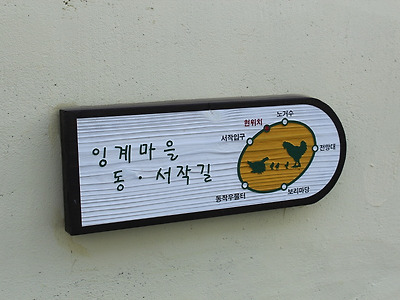 잉계마을
동·서작길
현위치
노거수
서작입구
전망대
동작우물터
보리마당